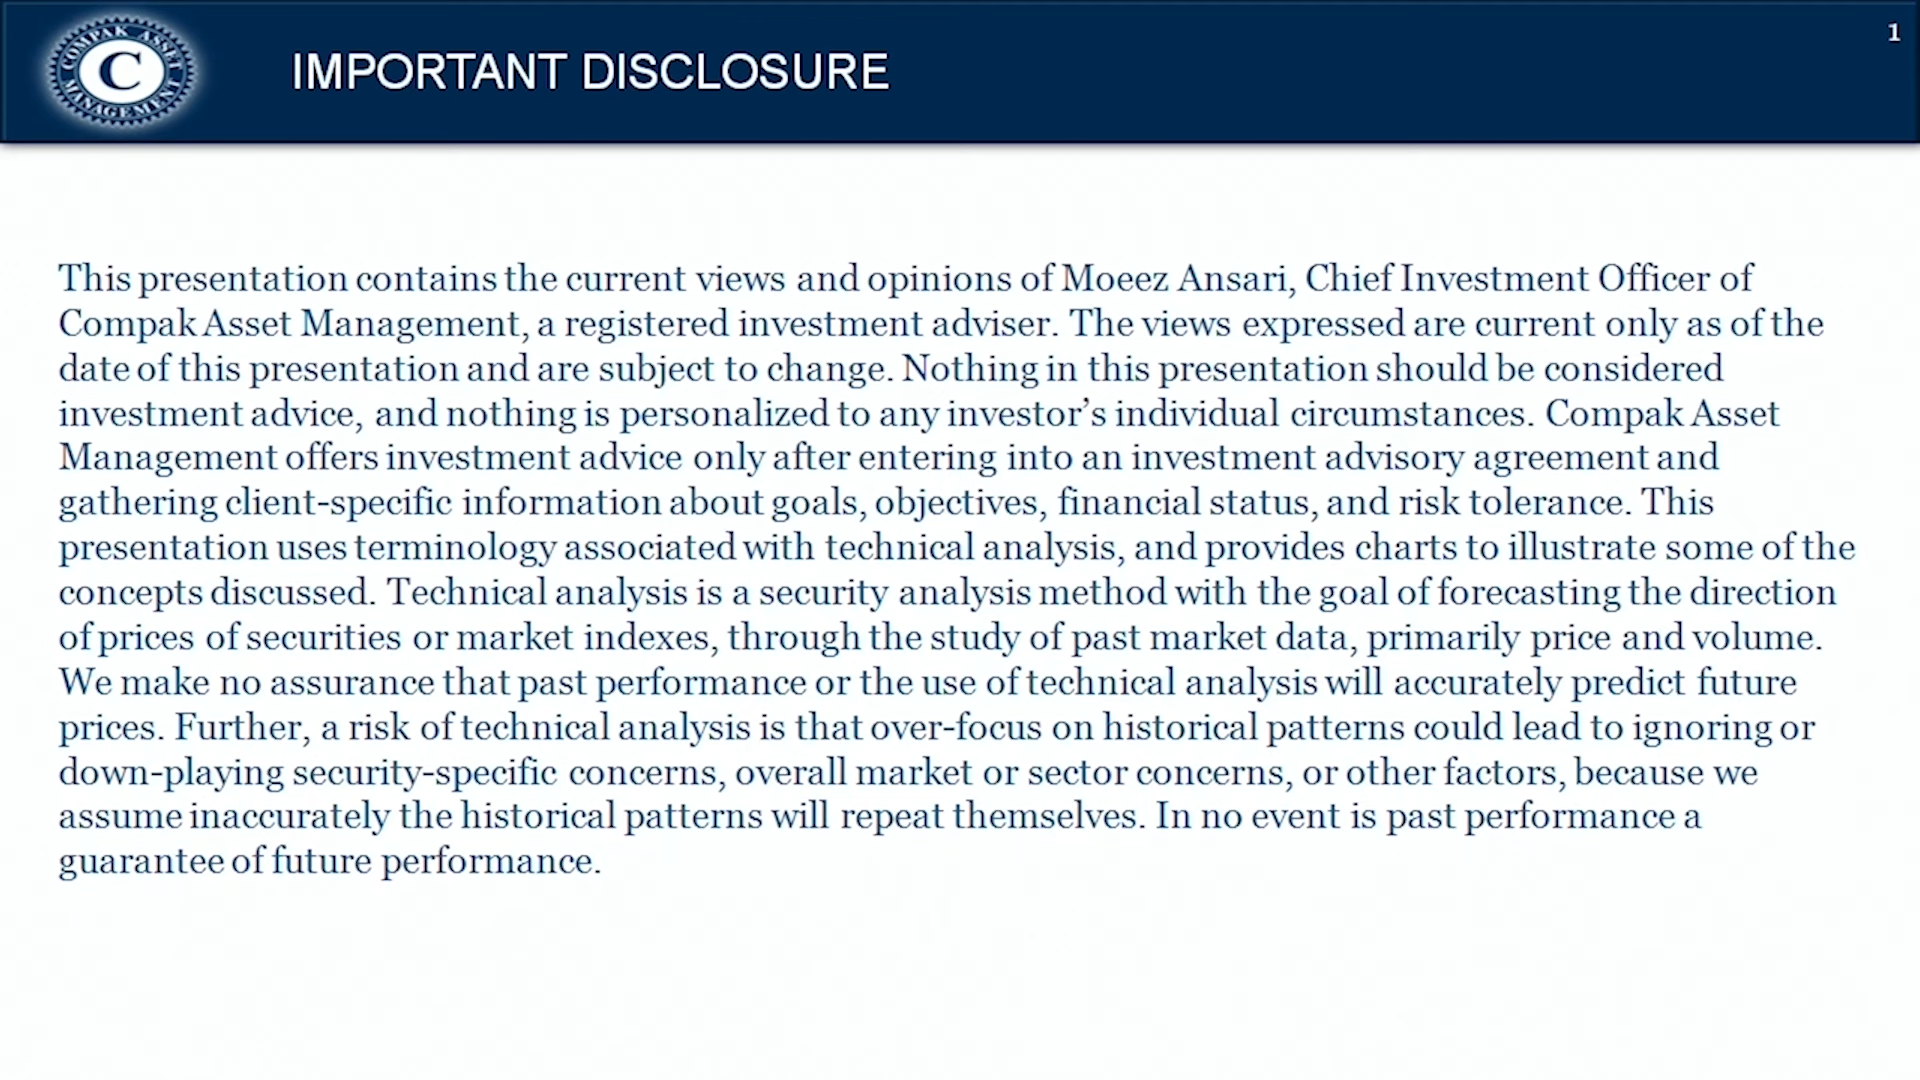 COMPAK ASSET
C
MANAGEMENT
IMPORTANT DISCLOSURE
1
This presentation contains the current views and opinions of Moeez Ansari, Chief Investment Officer of
Compak Asset Management, a registered investment adviser. The views expressed are current only as of the
date of this presentation and are subject to change. Nothing in this presentation should be considered
investment advice, and nothing is personalized to any investor’s individual circumstances. Compak Asset
Management offers investment advice only after entering into an investment advisory agreement and
gathering client-specific information about goals, objectives, financial status, and risk tolerance. This
presentation uses terminology associated with technical analysis, and provides charts to illustrate some of the
concepts discussed. Technical analysis is a security analysis method with the goal of forecasting the direction
of prices of securities or market indexes, through the study of past market data, primarily price and volume.
We make no assurance that past performance or the use of technical analysis will accurately predict future
prices. Further, a risk of technical analysis is that over-focus on historical patterns could lead to ignoring or
down-playing security-specific concerns, overall market or sector concerns, or other factors, because we
assume inaccurately the historical patterns will repeat themselves. In no event is past performance a
guarantee of future performance.